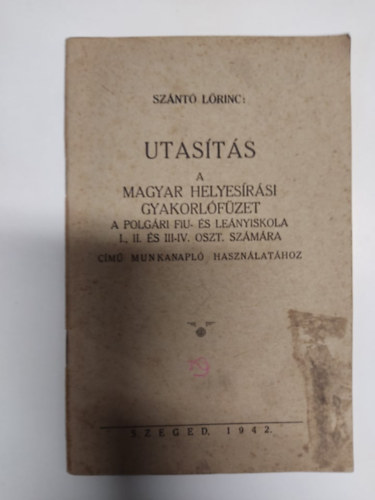 SZÁNTÓ LŐRINC:
UTASÍTÁS
A
MAGYAR HELYESÍRÁSI
GYAKORLÓFÜZET
A POLGÁRI FIU- ÉS LEÁNYISKOLA
I., II. ÉS III-IV. OSZT. SZÁMÁRA
CÍMŰ MUNKANAPLÓ HASZNÁLATÁHOZ
SZEGED, 1942.